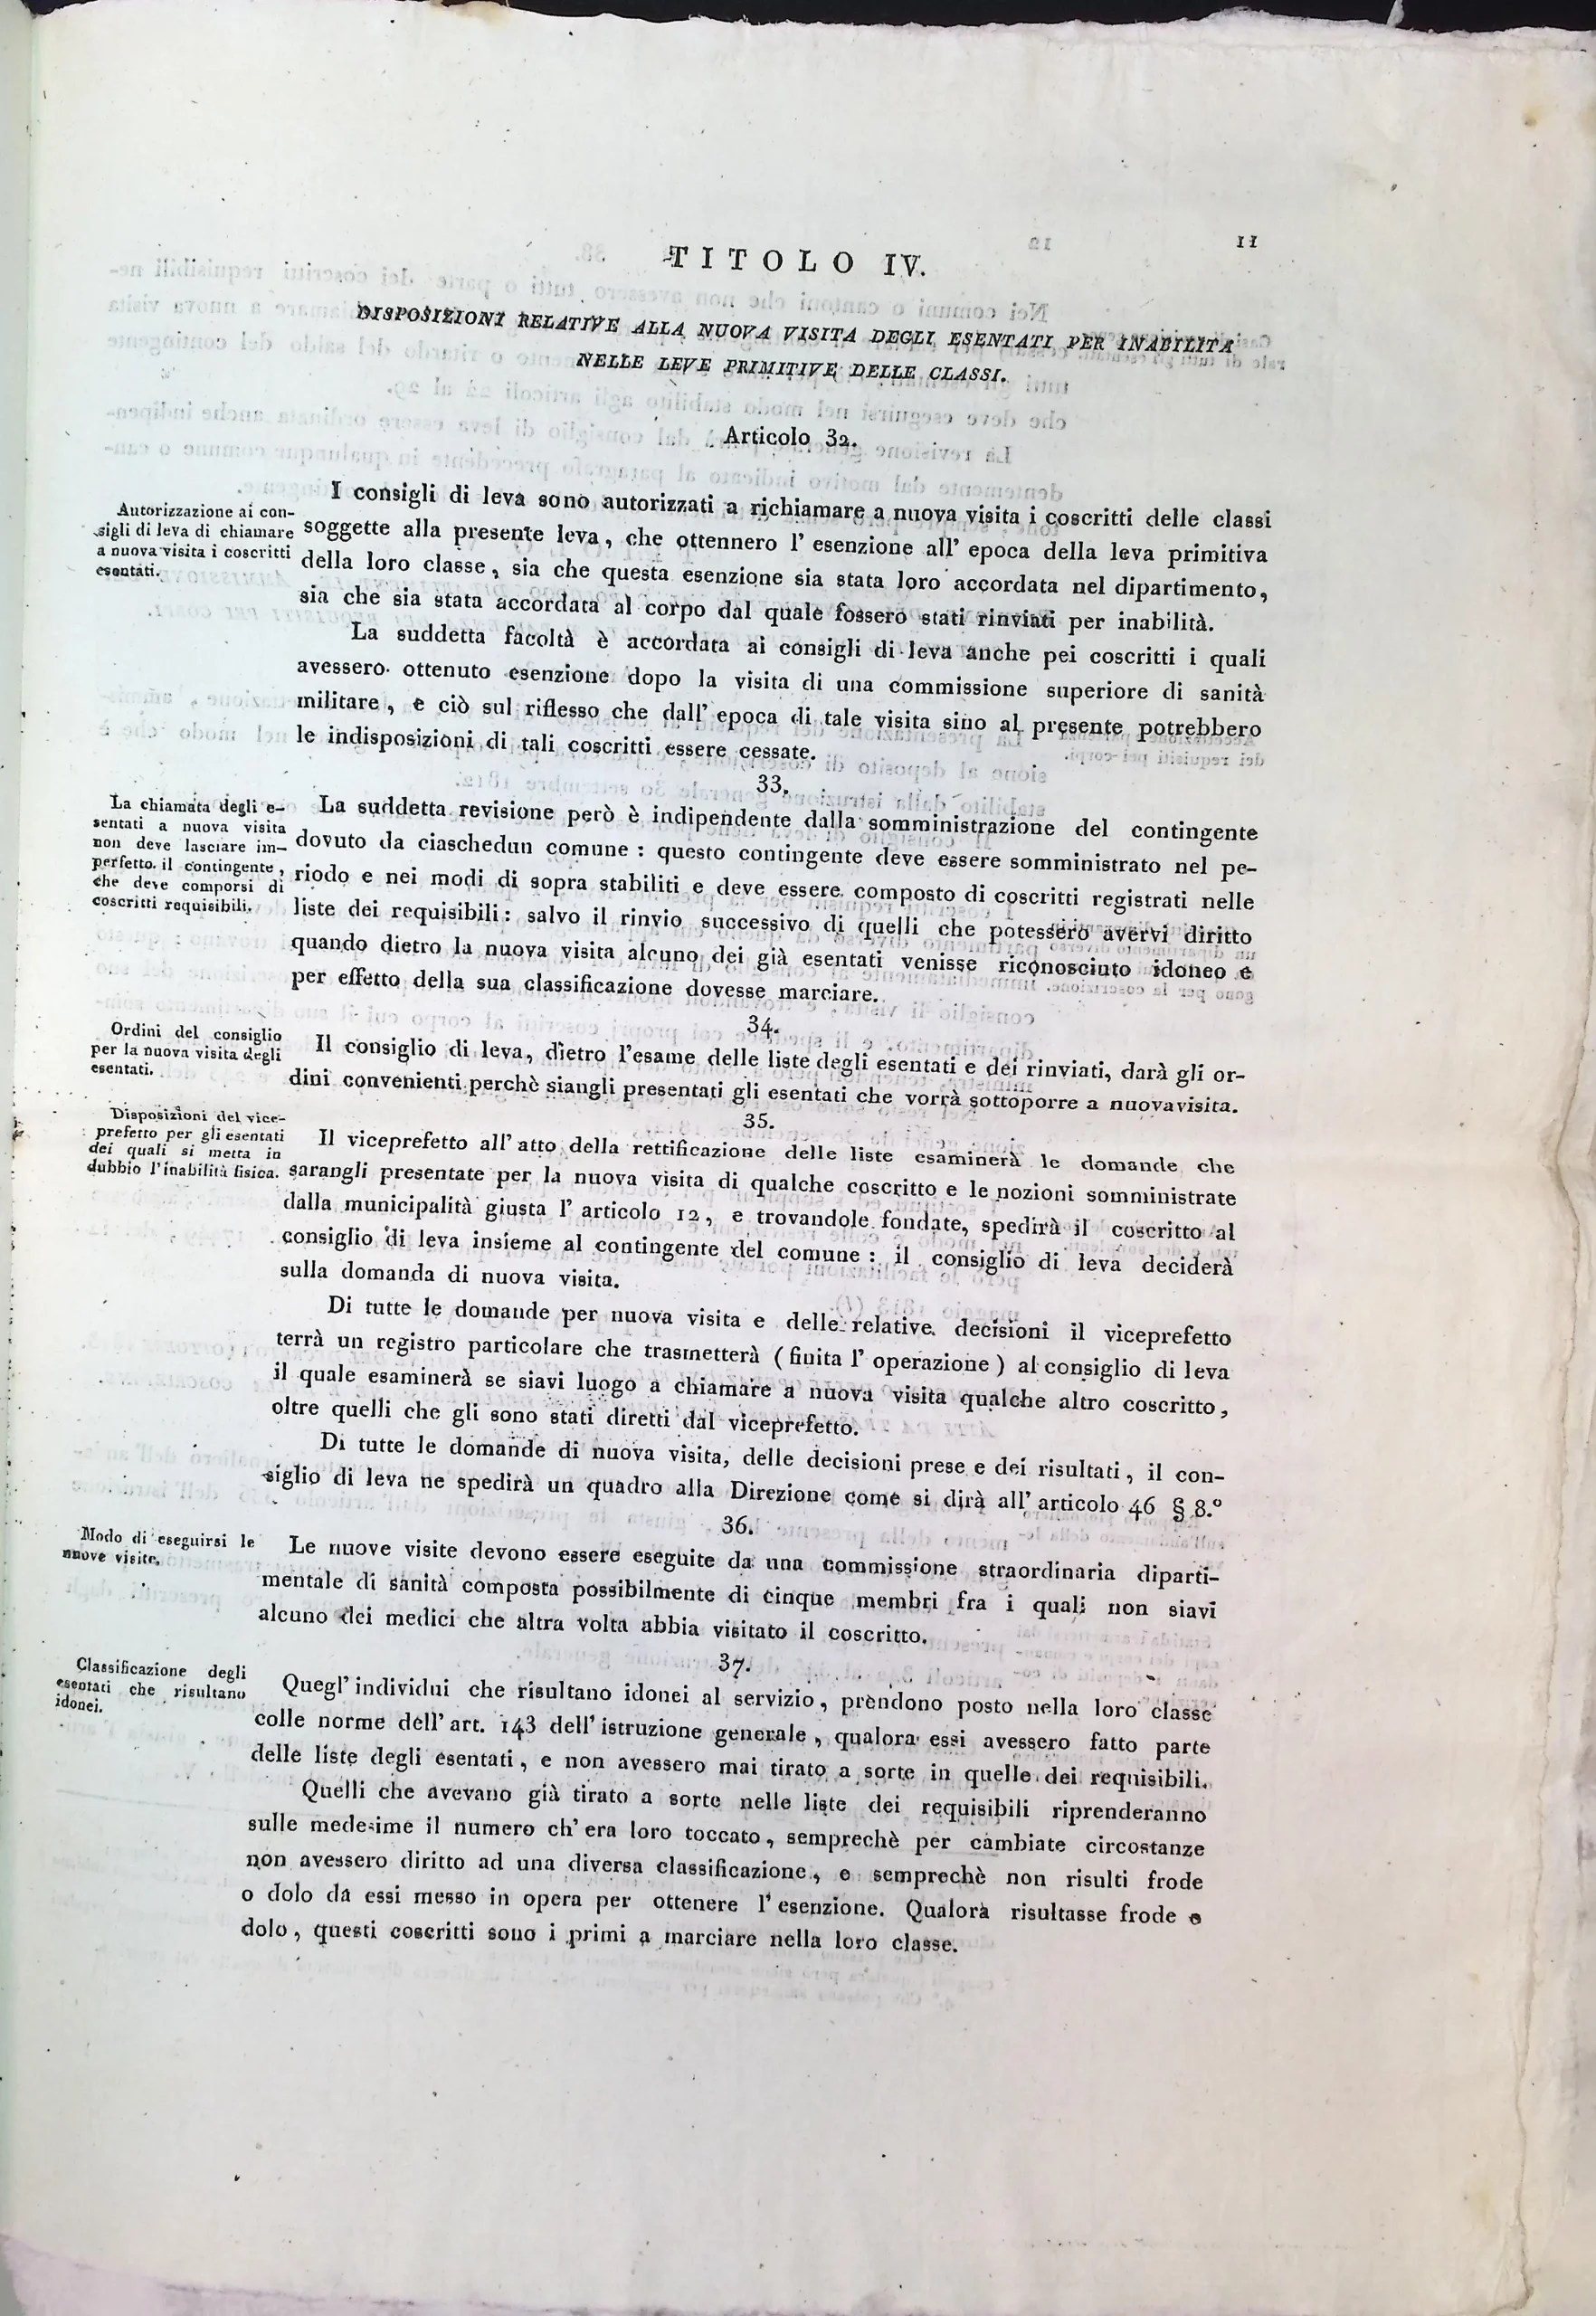 11
TITOLO IV.
DISPOSIZIONI RELATIVE ALLA NUOVA VISITA DEGLI ESENTATI PER INABILITÀ
NELLE LEVE PRIMITIVE DELLE CLASSI.
Articolo 32.
Autorizzazione ai con-
sigli di leva di chiamare
a nuova visita i coscritti
esentati.
I consigli di leva sono autorizzati a richiamare a nuova visita i coscritti delle classi
soggette alla presente leva, che ottennero l' esenzione all' epoca della leva primitiva
della loro classe, sia che questa esenzione sia stata loro accordata nel dipartimento,
sia che sia stata accordata al corpo dal quale fossero stati rinviati per inabilità.
La suddetta facoltà è accordata ai consigli di leva anche pei coscritti i quali
avessero ottenuto esenzione dopo la visita di una commissione superiore di sanità
militare, e ciò sul riflesso che dall' epoca di tale visita sino al presente potrebbero
le indisposizioni di tali coscritti essere cessate.
33.
La chiamata degli e-
sentati a nuova visita
non deve lasciare im-
perfetto il contingente,
che deve comporsi di
coscritti requisibili.
La suddetta revisione però è indipendente dalla somministrazione del contingente
dovuto da ciaschedun comune : questo contingente deve essere somministrato nel pe-
riodo e nei modi di sopra stabiliti e deve essere composto di coscritti registrati nelle
liste dei requisibili : salvo il rinvio successivo di quelli che potessero avervi diritto
quando dietro la nuova visita alcuno dei già esentati venisse riconosciuto idoneo e
per effetto della sua classificazione dovesse marciare.
34.
Ordini del consiglio
per la nuova visita degli
esentati.
Il consiglio di leva, dietro l'esame delle liste degli esentati e dei rinviati, darà gli or-
dini convenienti perchè siangli presentati gli esentati che vorrà sottoporre a nuova visita.
35.
Disposizioni del vice-
prefetto per gli esentati
dei quali si metta in
dubbio l'inabilità fisica.
Il viceprefetto all' atto della rettificazione delle liste esaminerà le domande che
sarangli presentate per la nuova visita di qualche coscritto e le nozioni somministrate
dalla municipalità giusta l' articolo 12, e trovandole fondate, spedirà il coscritto al
consiglio di leva insieme al contingente del comune : il consiglio di leva deciderà
sulla domanda di nuova visita.
Di tutte le domande per nuova visita e delle relative decisioni il viceprefetto
terrà un registro particolare che trasmetterà ( finita l' operazione ) al consiglio di leva
il quale esaminerà se siavi luogo a chiamare a nuova visita qualche altro coscritto,
oltre quelli che gli sono stati diretti dal viceprefetto.
Di tutte le domande di nuova visita, delle decisioni prese e dei risultati, il con-
siglio di leva ne spedirà un quadro alla Direzione come si dirà all' articolo 46 § 8.º
36.
Modo di eseguirsi le
nuove visite.
Le nuove visite devono essere eseguite da una commissione straordinaria diparti-
mentale di sanità composta possibilmente di cinque membri fra i quali non siavi
alcuno dei medici che altra volta abbia visitato il coscritto.
37.
Classificazione degli
esentati che risultano
idonei.
Quegl' individui che risultano idonei al servizio, prendono posto nella loro classe
colle norme dell' art. 143 dell' istruzione generale, qualora essi avessero fatto parte
delle liste degli esentati, e non avessero mai tirato a sorte in quelle dei requisibili.
Quelli che avevano già tirato a sorte nelle liste dei requisibili riprenderanno
sulle medesime il numero ch' era loro toccato, semprechè per cambiate circostanze
non avessero diritto ad una diversa classificazione, e semprechè non risulti frode
o dolo da essi messo in opera per ottenere l' esenzione. Qualora risultasse frode o
dolo, questi coscritti sono i primi a marciare nella loro classe.